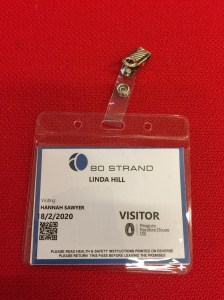 80 STRAND
LINDA HILL
Visiting:
HANNAH SAWYER
8/2/2020
VISITOR
Penguin
Random House
UK
PLEASE READ HEALTH & SAFETY INSTRUCTIONS PRINTED ON REVERSE
PLEASE RETURN THIS PASS BEFORE LEAVING THE PREMISES